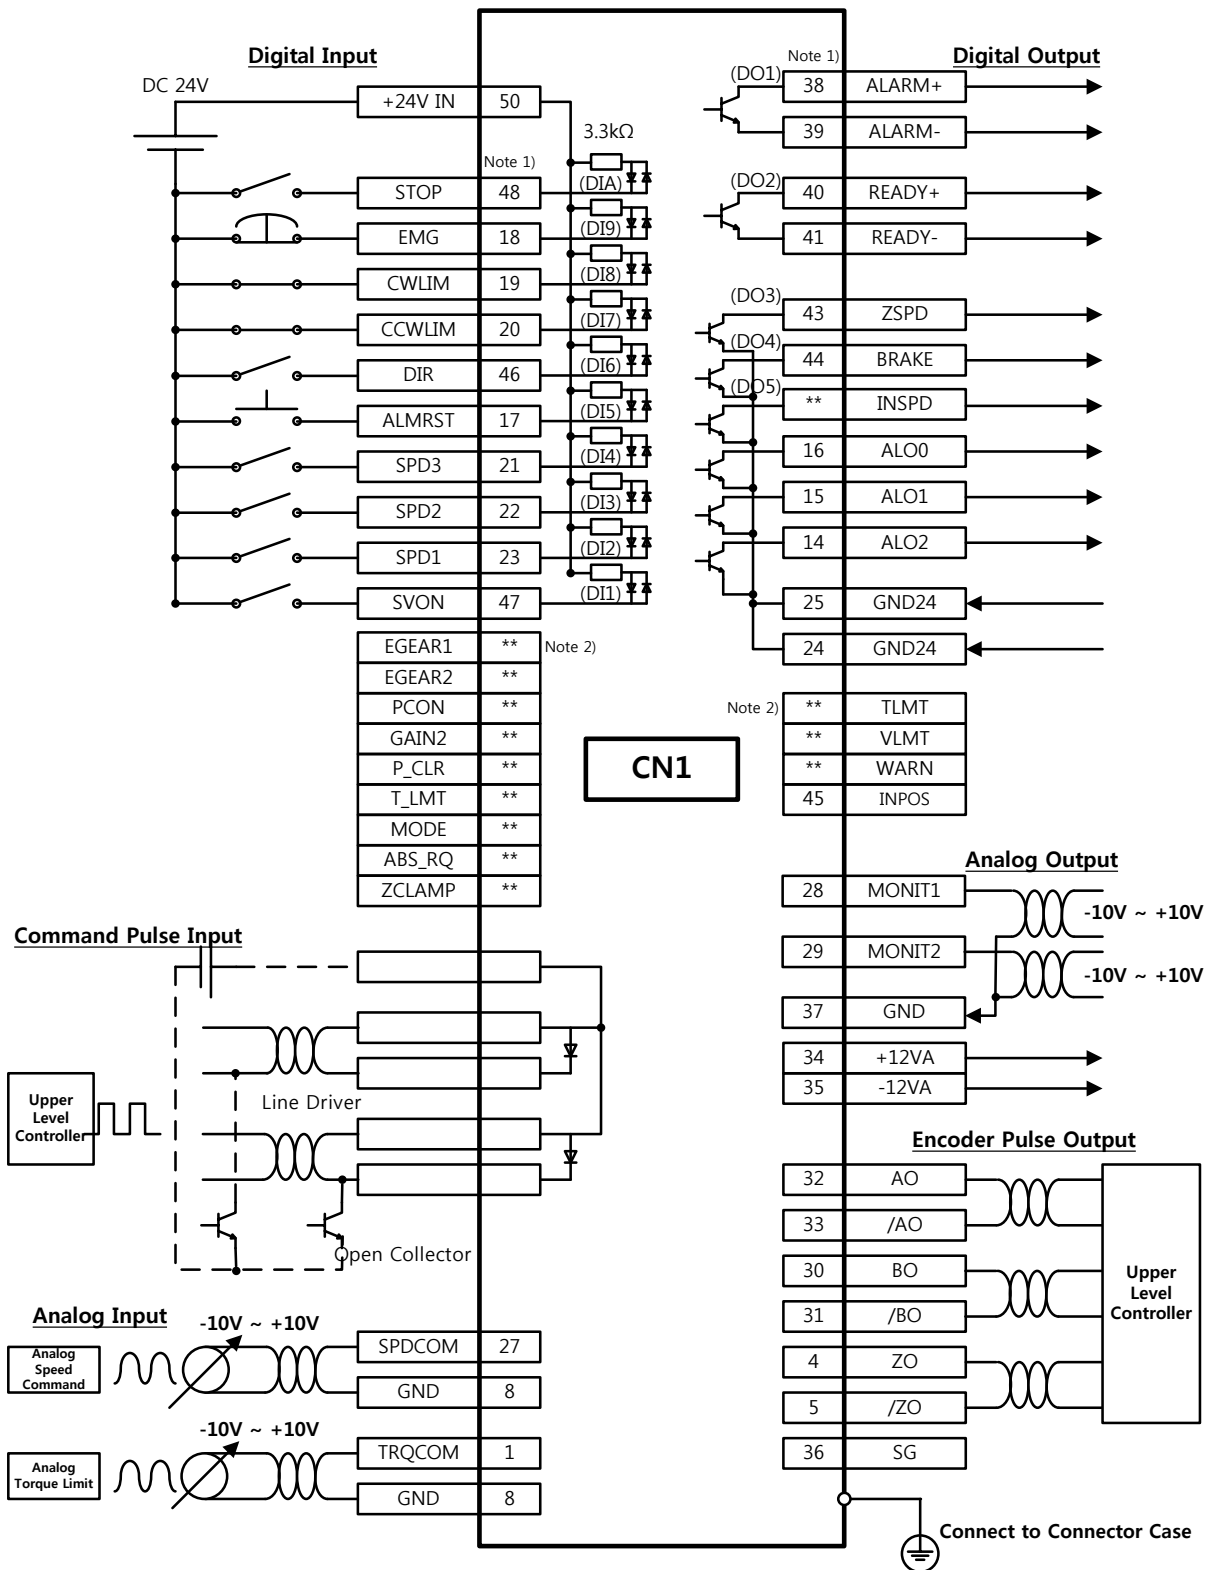 Digital Input
DC 24V
+24V IN 50
3.3kΩ
Note 1)
STOP 48 (DIA)
EMG 18 (DI9)
CWLIM 19 (DI8)
CCWLIM 20 (DI7)
DIR 46 (DI6)
ALMRST 17 (DI5)
SPD3 21 (DI4)
SPD2 22 (DI3)
SPD1 23 (DI2)
SVON 47 (DI1)
EGEAR1 ** Note 2)
EGEAR2 **
PCON **
GAIN2 **
P_CLR **
T_LMT **
MODE **
ABS_RQ **
ZCLAMP **
CN1
Note 1)
Digital Output
(DO1) 38 ALARM+
39 ALARM-
(DO2) 40 READY+
41 READY-
(DO3) 43 ZSPD
(DO4) 44 BRAKE
(DO5) ** INSPD
16 ALO0
15 ALO1
14 ALO2
25 GND24
24 GND24
Note 2) ** TLMT
** VLMT
** WARN
45 INPOS
Analog Output
28 MONIT1
-10V ~ +10V
29 MONIT2
-10V ~ +10V
37 GND
34 +12VA
35 -12VA
Command Pulse Input
Upper
Level
Controller
Line Driver
Open Collector
Encoder Pulse Output
32 AO
33 /AO
30 BO
31 /BO
4 ZO
5 /ZO
36 SG
Upper
Level
Controller
Analog Input
-10V ~ +10V
Analog
Speed
Command
SPDCOM 27
GND 8
-10V ~ +10V
Analog
Torque Limit
TRQCOM 1
GND 8
Connect to Connector Case